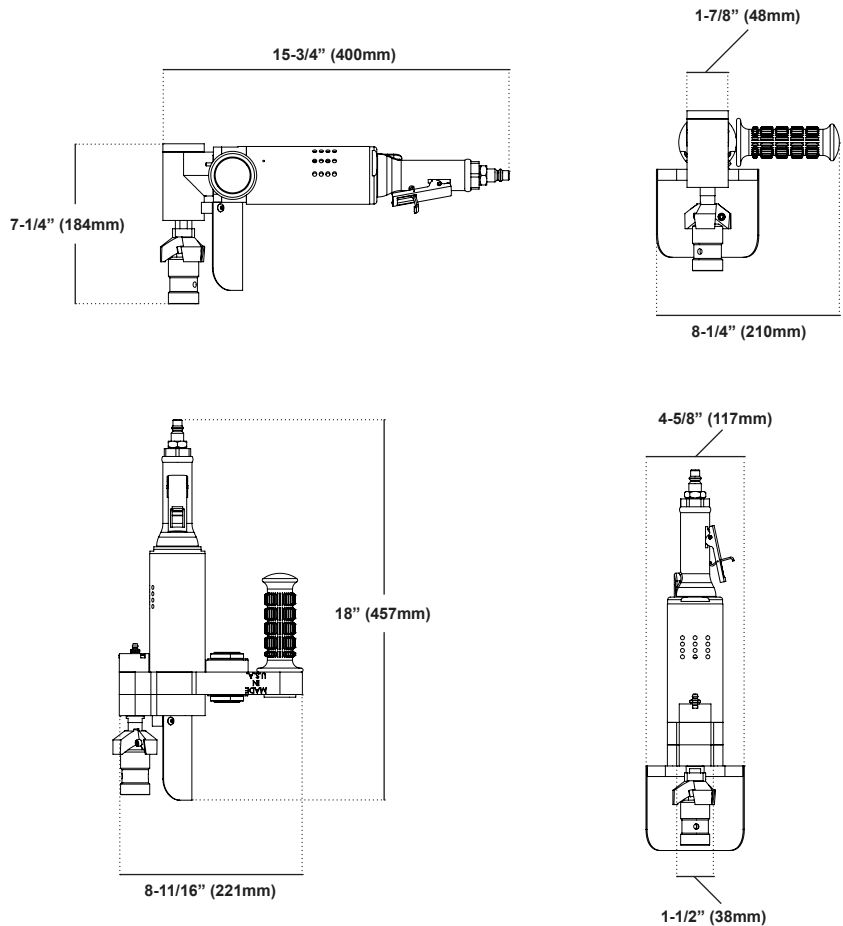 1-7/8” (48mm)
15-3/4” (400mm)
7-1/4” (184mm)
8-1/4” (210mm)
4-5/8” (117mm)
18” (457mm)
MADE
IN
U.S.A
8-11/16” (221mm)
1-1/2” (38mm)